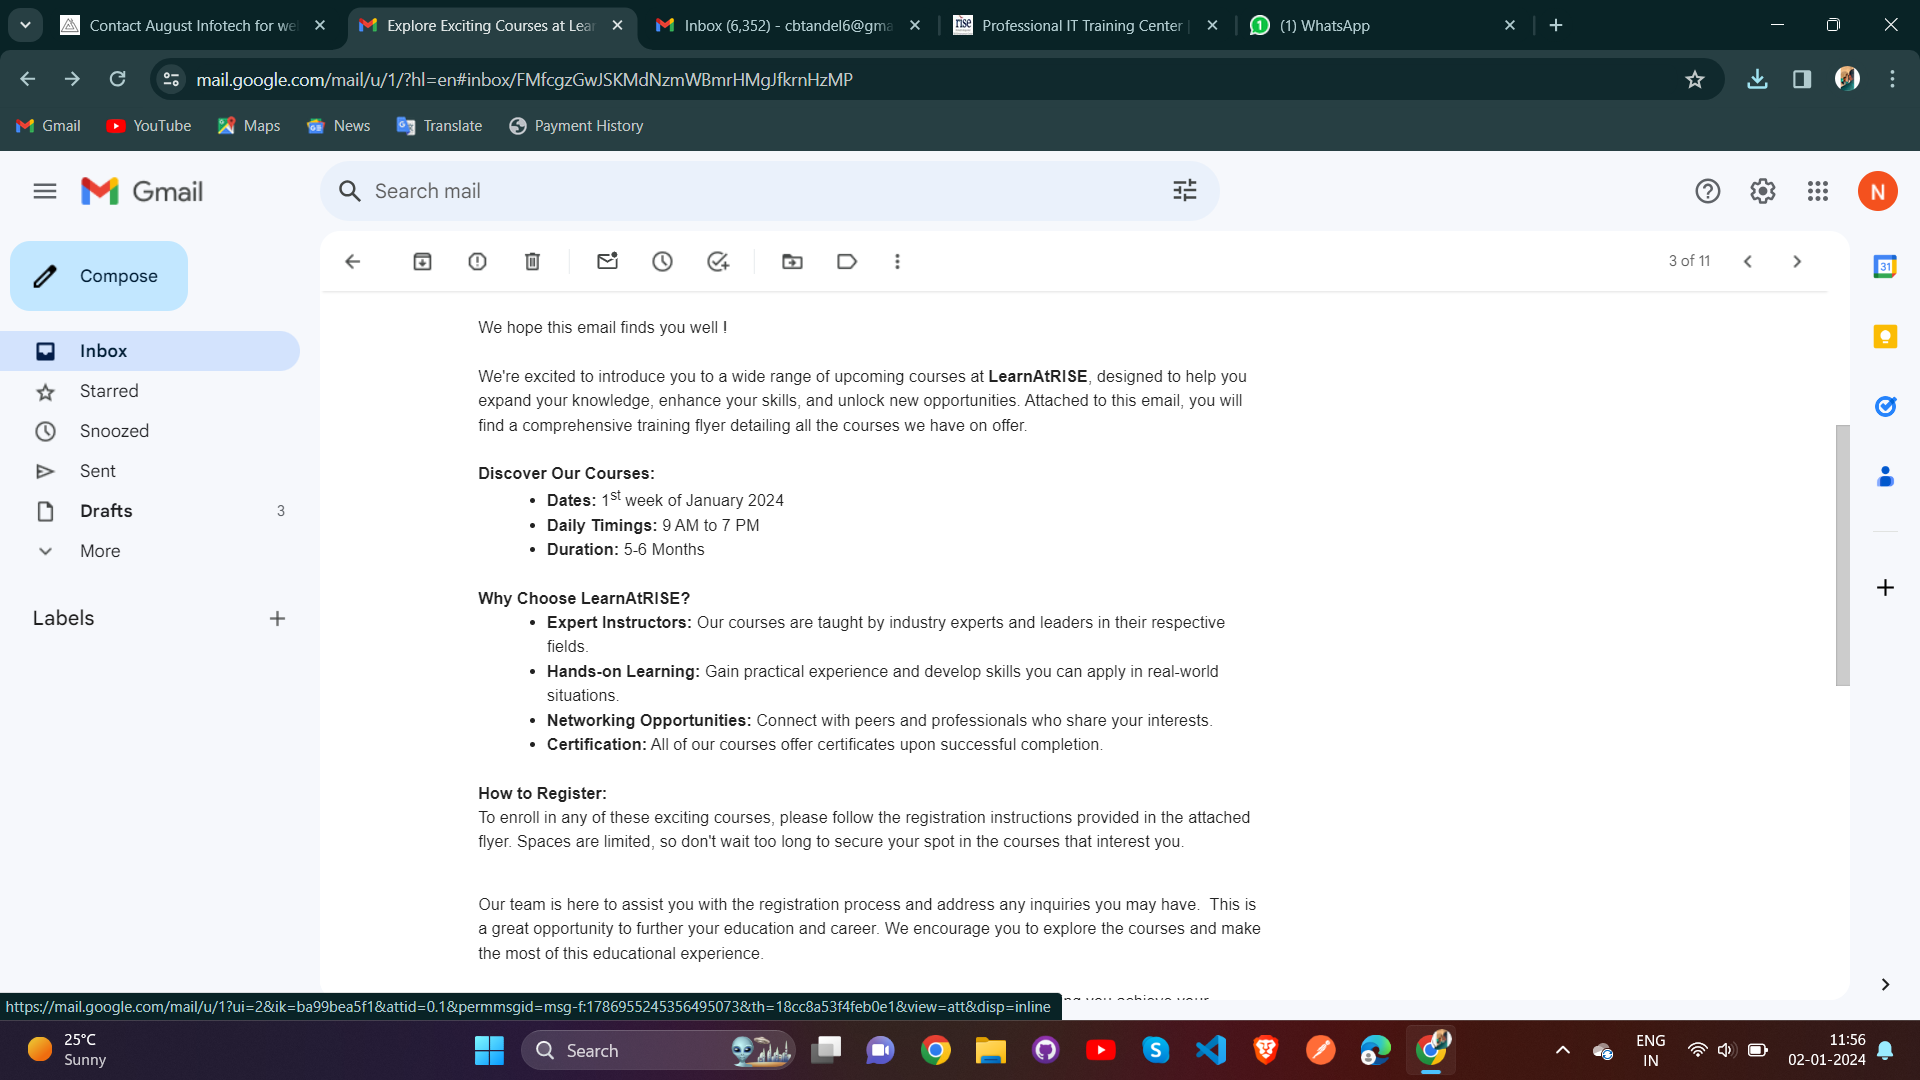 Contact August Infotech for we
Explore Exciting Courses at Lear
Inbox (6,352) - cbtandel6@gma
rise
Professional IT Training Center
1
(1) WhatsApp
mail.google.com/mail/u/1/?hl=en#inbox/FMfcgzGwJSKMdNzmWBmrHMgJfkrnHzMP
Gmail
YouTube
Maps
News
Translate
Payment History
Gmail
Search mail
N
Compose
3 of 11
31
Inbox
Starred
Snoozed
Sent
Drafts 3
More
Labels
We hope this email finds you well !
We're excited to introduce you to a wide range of upcoming courses at LearnAtRISE, designed to help you
expand your knowledge, enhance your skills, and unlock new opportunities. Attached to this email, you will
find a comprehensive training flyer detailing all the courses we have on offer.
Discover Our Courses:
• Dates: 1st week of January 2024
• Daily Timings: 9 AM to 7 PM
• Duration: 5-6 Months
Why Choose LearnAtRISE?
• Expert Instructors: Our courses are taught by industry experts and leaders in their respective
fields.
• Hands-on Learning: Gain practical experience and develop skills you can apply in real-world
situations.
• Networking Opportunities: Connect with peers and professionals who share your interests.
• Certification: All of our courses offer certificates upon successful completion.
How to Register:
To enroll in any of these exciting courses, please follow the registration instructions provided in the attached
flyer. Spaces are limited, so don't wait too long to secure your spot in the courses that interest you.
Our team is here to assist you with the registration process and address any inquiries you may have.  This is
a great opportunity to further your education and career. We encourage you to explore the courses and make
the most of this educational experience.
https://mail.google.com/mail/u/1?ui=2&ik=ba99bea5f1&attid=0.1&permmsgid=msg-f:1786955245356495073&th=18cc8a53f4feb0e1&view=att&disp=inline
25°C
Sunny
Search
ENG
IN
11:56
02-01-2024